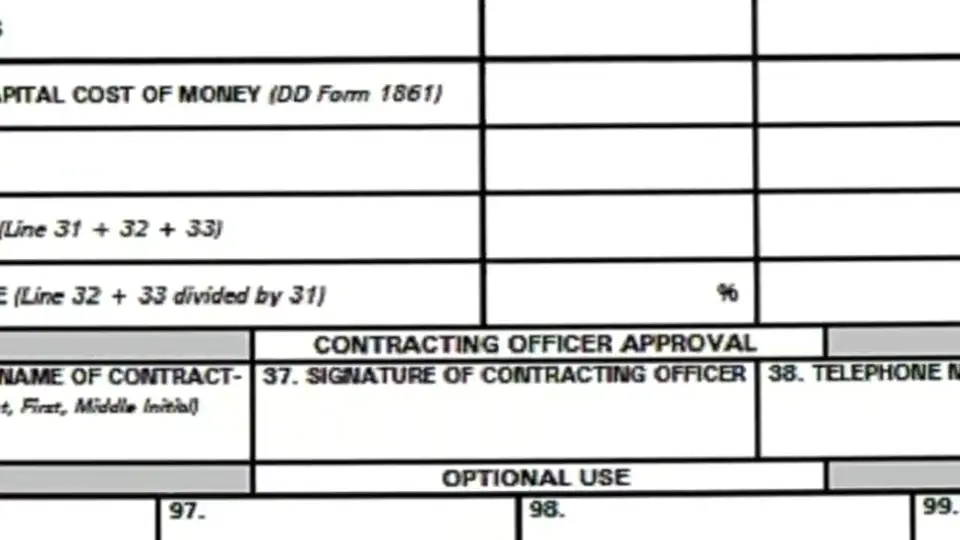 CAPITAL COST OF MONEY (DD Form 1861)
(Line 31 + 32 + 33)
(Line 32 + 33 divided by 31)
%
CONTRACTING OFFICER APPROVAL
NAME OF CONTRACT- 37. SIGNATURE OF CONTRACTING OFFICER 38. TELEPHONE
First, Middle Initial)
OPTIONAL USE
97. 98. 99.